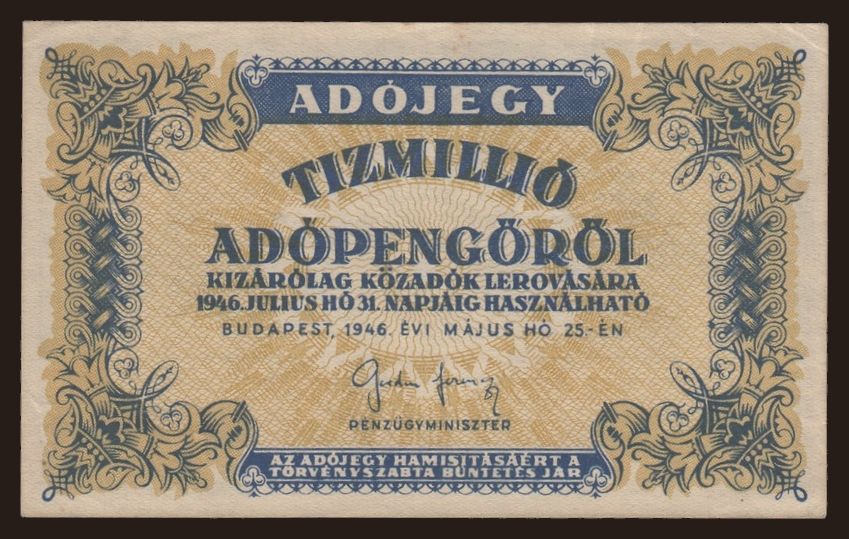 ADÓJEGY
TIZMILLIÓ
ADÓPENGŐRŐL
KIZÁRÓLAG KÖZADÓK LEROVÁSÁRA
1946. JULIUS HÓ 31. NAPJÁIG HASZNÁLHATÓ
BUDAPEST, 1946. ÉVI MÁJUS HÓ 25.-ÉN
PÉNZÜGYMINISZTER
AZ ADÓJEGY HAMISITÁSÁÉRT A
TÖRVÉNYSZABTA BÜNTETÉS JÁR